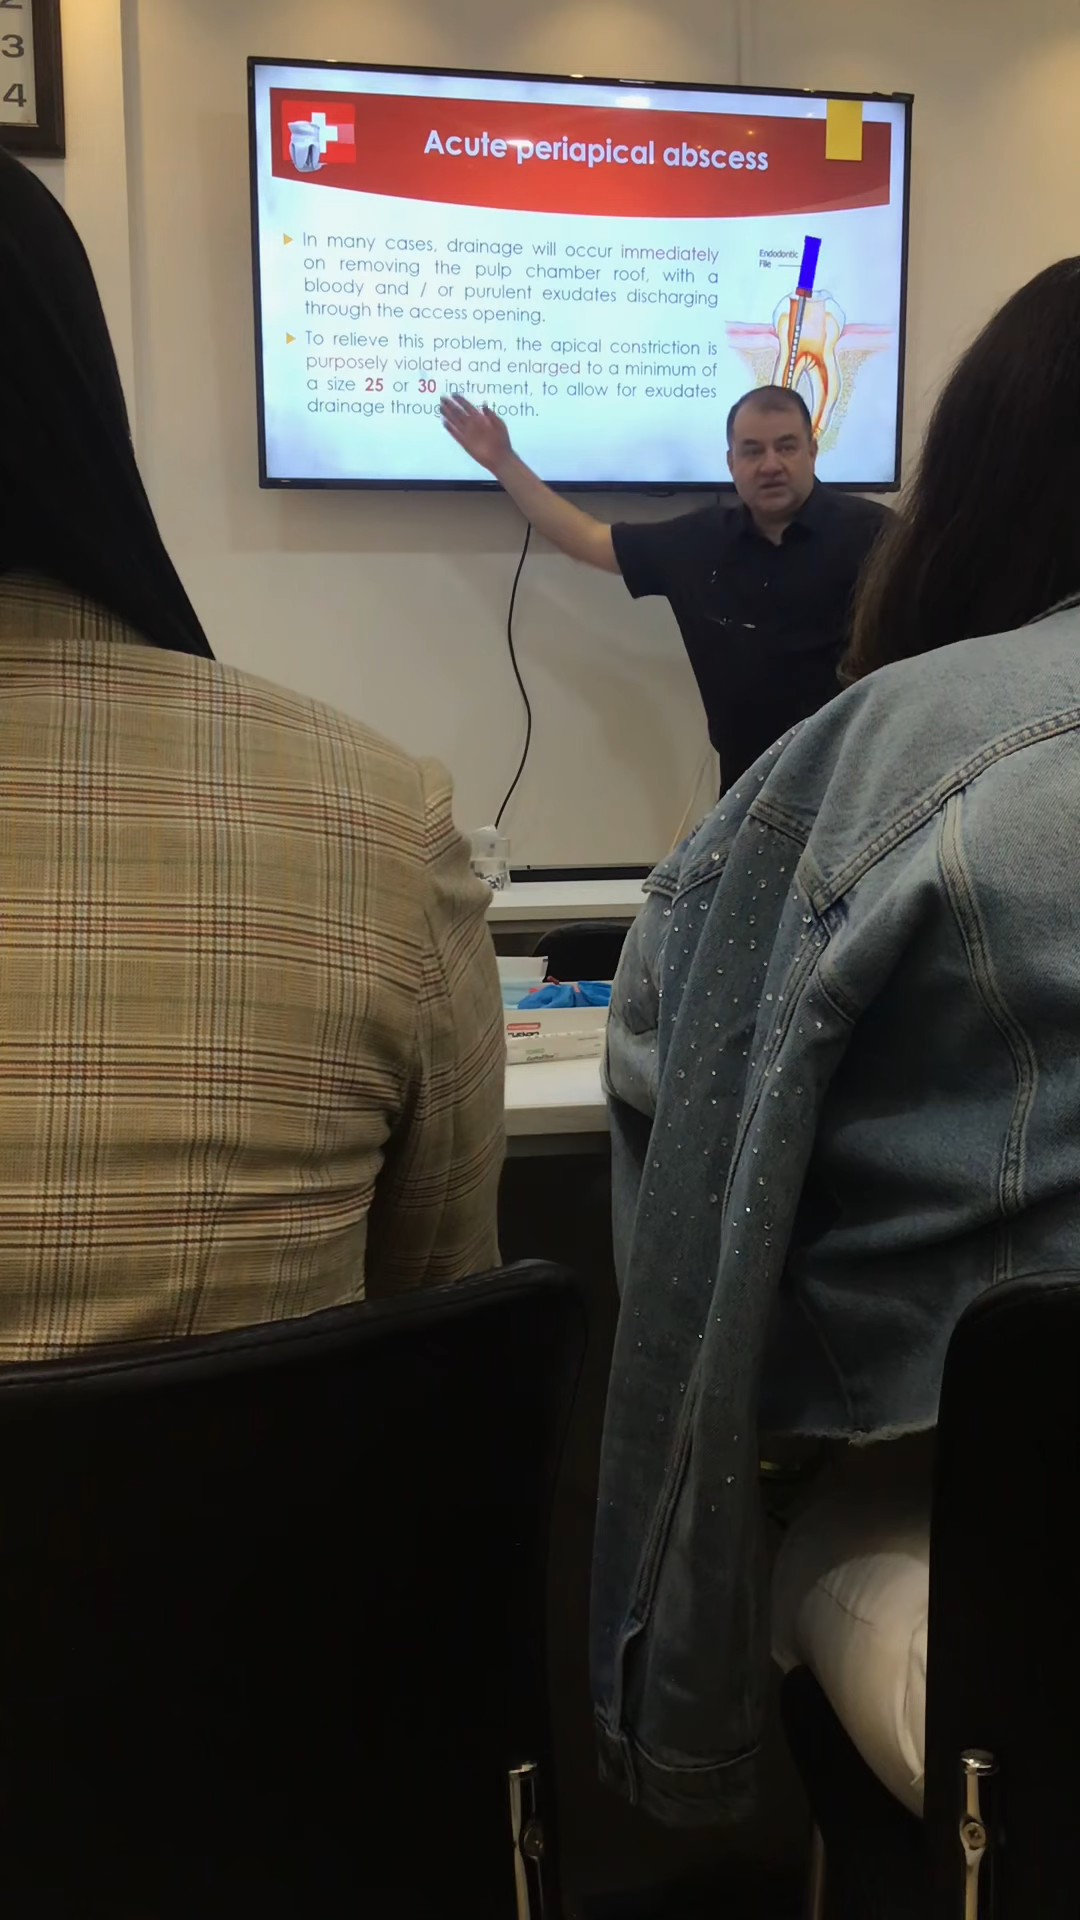 3
4
Acute periapical abscess
In many cases, drainage will occur immediately
on removing the pulp chamber roof, with a
bloody and / or purulent exudates discharging
through the access opening.
To relieve this problem, the apical constriction is
purposely violated and enlarged to a minimum of
a size 25 or 30 instrument, to allow for exudates
drainage tooth.
Endodontic
File